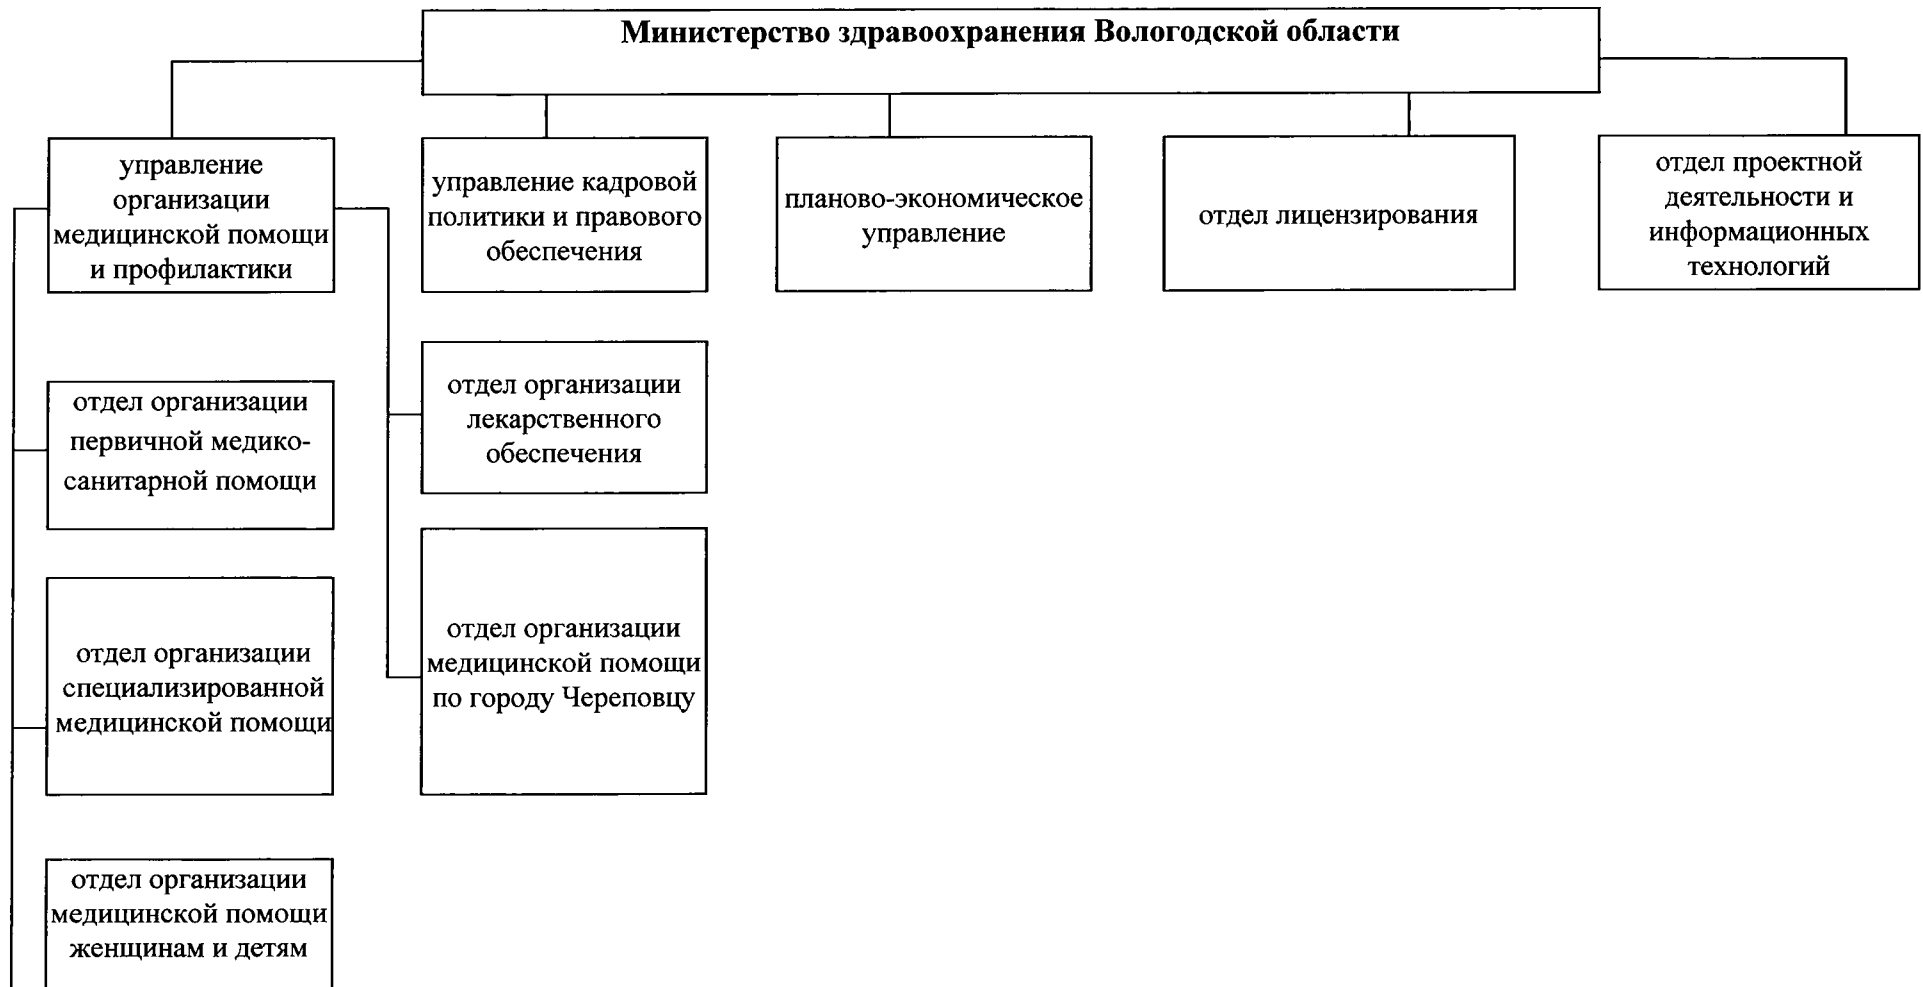 Министерство здравоохранения Вологодской области
управление
организации
медицинской помощи
и профилактики
управление кадровой
политики и правового
обеспечения
планово-экономическое
управление
отдел лицензирования
отдел проектной
деятельности и
информационных
технологий
отдел организации
первичной медико-
санитарной помощи
отдел организации
лекарственного
обеспечения
отдел организации
специализированной
медицинской помощи
отдел организации
медицинской помощи
по городу Череповцу
отдел организации
медицинской помощи
женщинам и детям